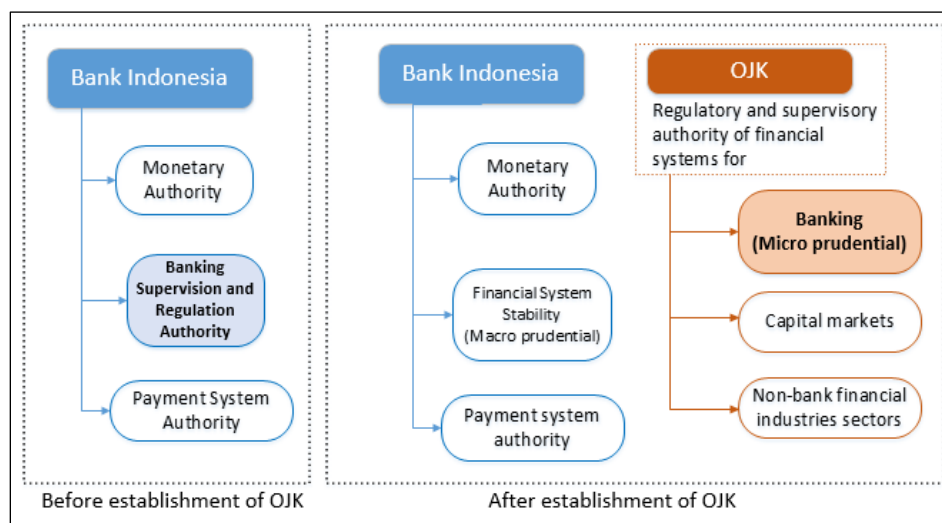 Bank Indonesia
Monetary
Authority
Banking
Supervision and
Regulation
Authority
Payment System
Authority
Before establishment of OJK
Bank Indonesia
Monetary
Authority
Financial System
Stability
(Macro prudential)
Payment system
authority
OJK
Regulatory and supervisory
authority of financial
systems for
Banking
(Micro prudential)
Capital markets
Non-bank financial
industries sectors
After establishment of OJK